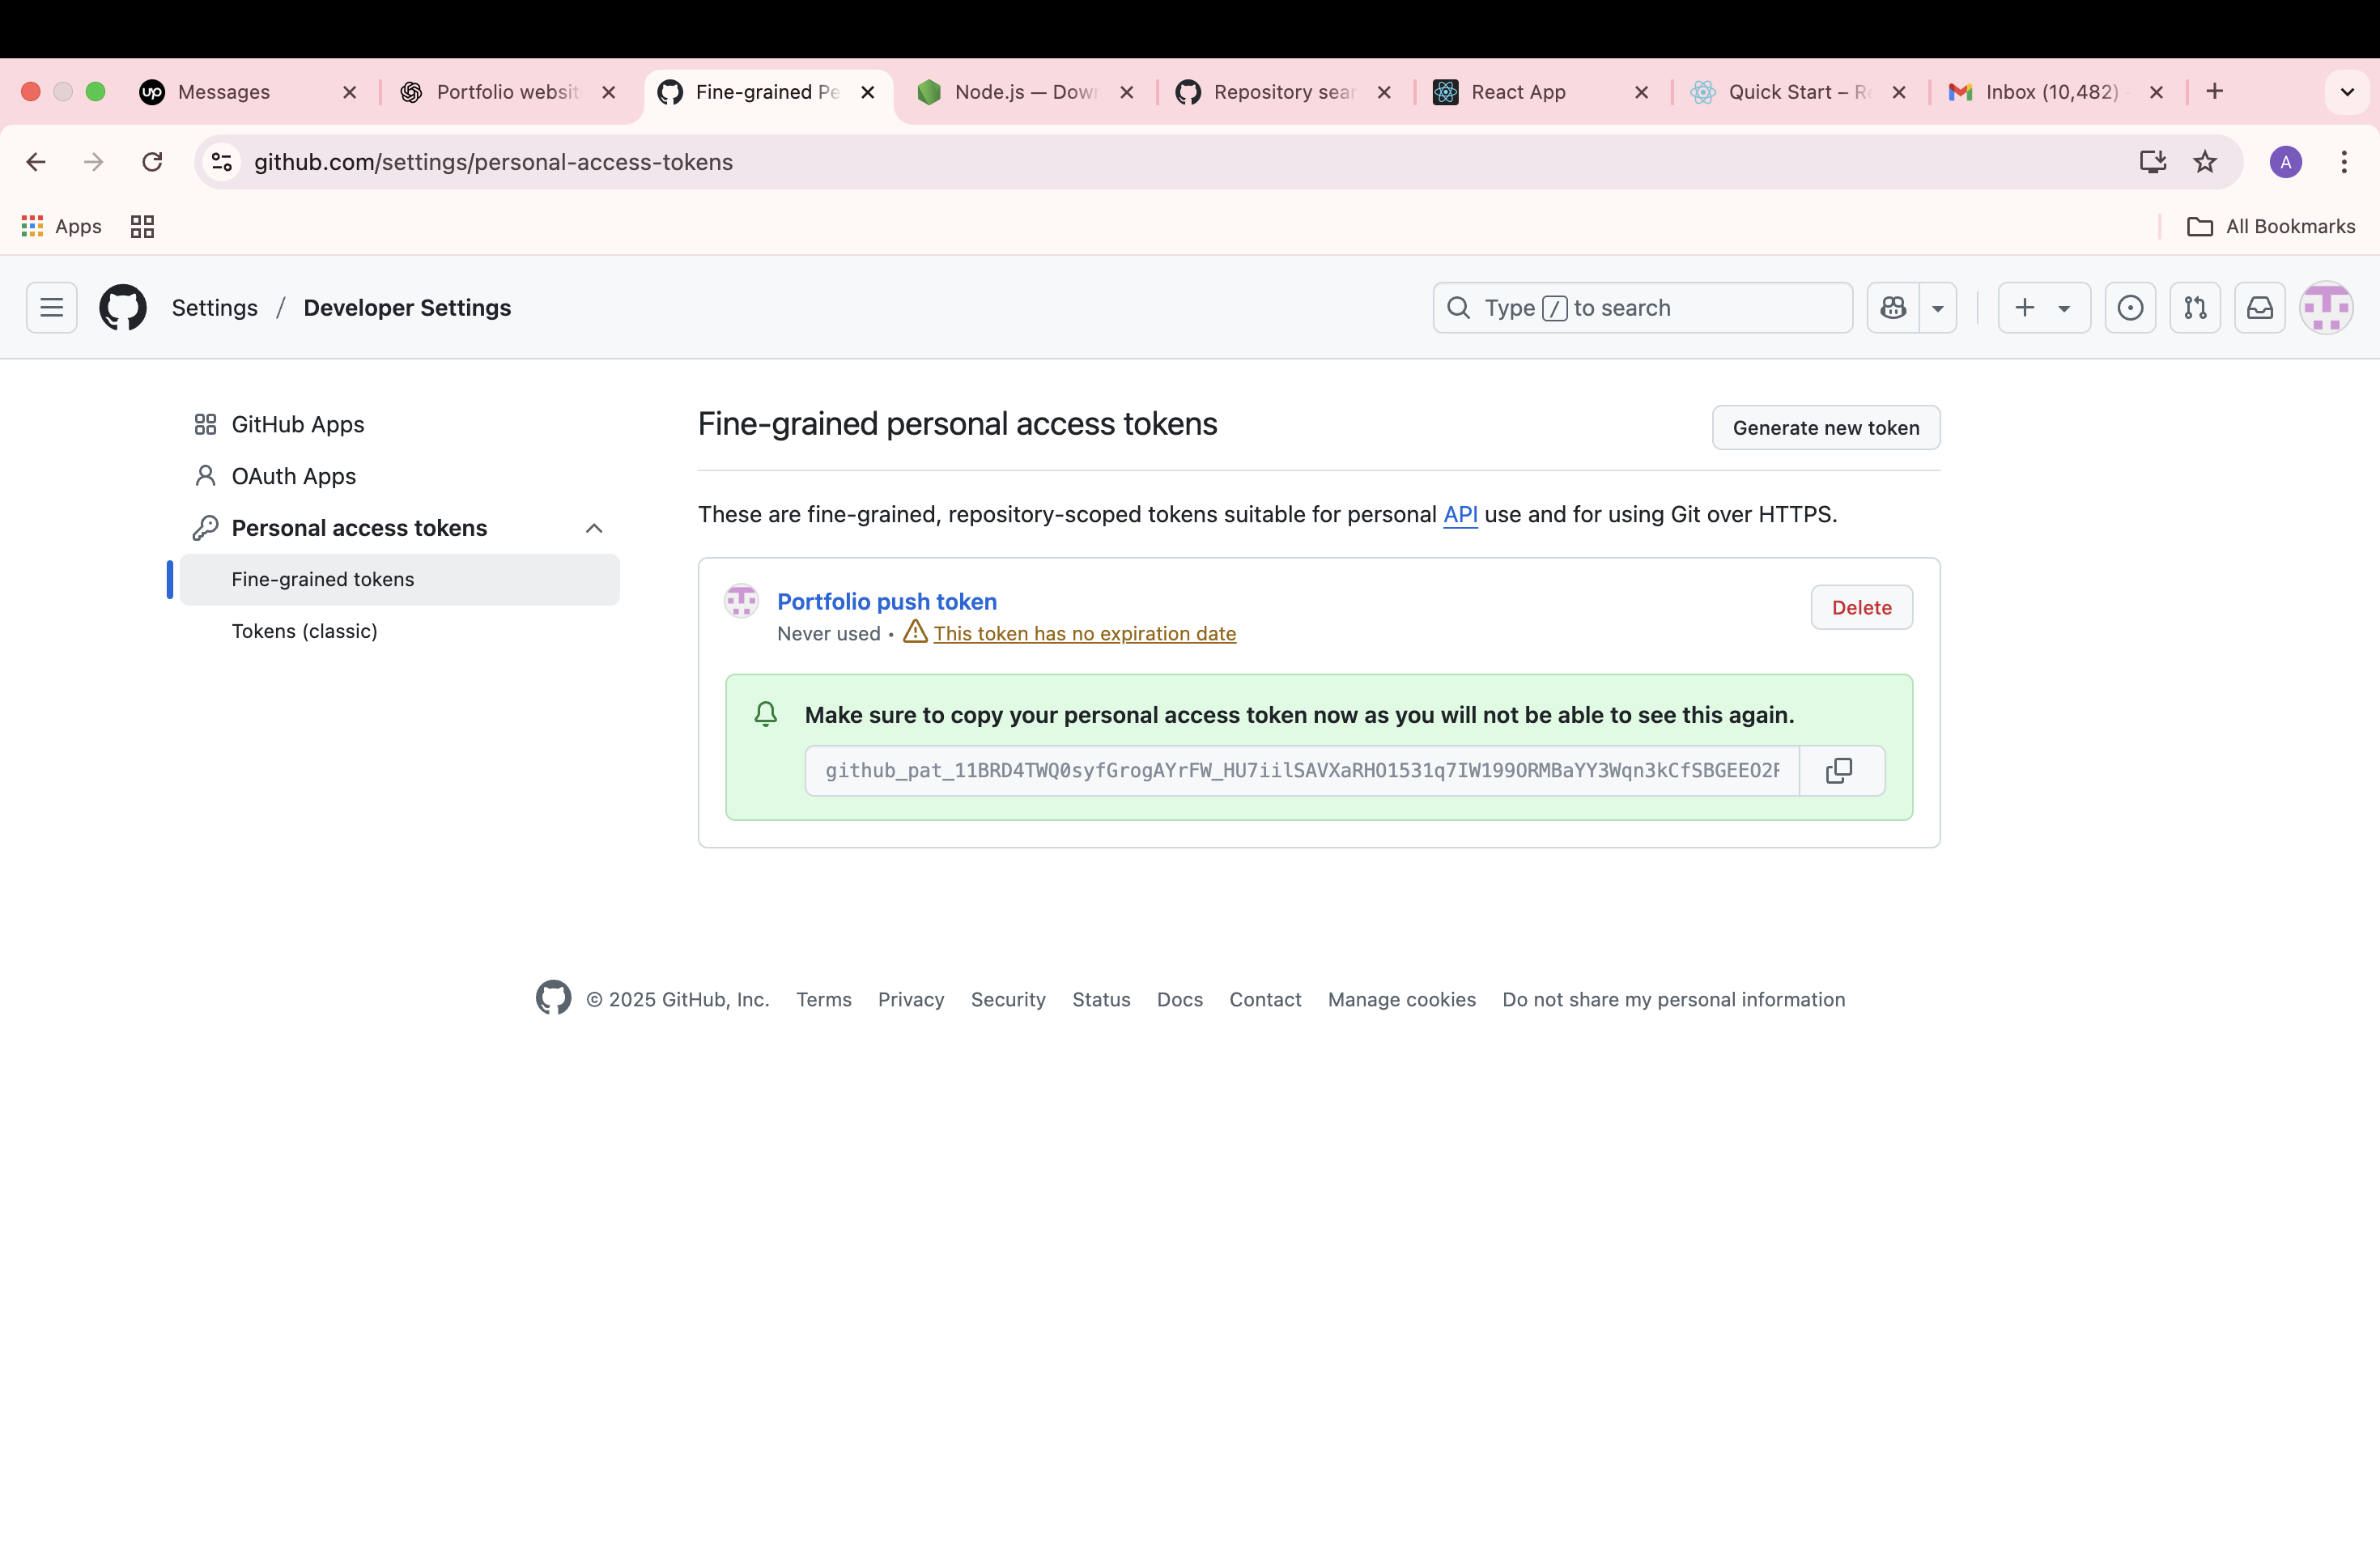 Messages
Portfolio websit
Fine-grained Pe
Node.js — Dow
Repository sear
React App
Quick Start – R
Inbox (10,482)
github.com/settings/personal-access-tokens
A
Apps
All Bookmarks
Settings / Developer Settings
Type / to search
GitHub Apps
OAuth Apps
Personal access tokens
Fine-grained tokens
Tokens (classic)
Fine-grained personal access tokens
Generate new token
These are fine-grained, repository-scoped tokens suitable for personal API use and for using Git over HTTPS.
Portfolio push token
Delete
Never used • This token has no expiration date
Make sure to copy your personal access token now as you will not be able to see this again.
github_pat_11BRD4TWQ0syfGrogAYrFW_HU7iilSAVXaRHO1531q7IW199ORMBaYY3Wqn3kCfSBGEEO2
© 2025 GitHub, Inc. Terms Privacy Security Status Docs Contact Manage cookies Do not share my personal information